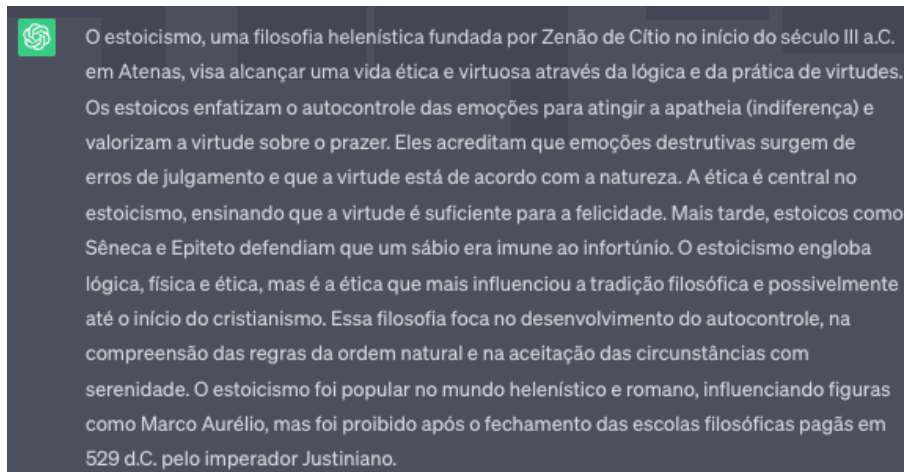 O estoicismo, uma filosofia helenística fundada por Zenão de Cítio no início do século III a.C.
em Atenas, visa alcançar uma vida ética e virtuosa através da lógica e da prática de virtudes.
Os estoicos enfatizam o autocontrole das emoções para atingir a apatheia (indiferença) e
valorizam a virtude sobre o prazer. Eles acreditam que emoções destrutivas surgem de
erros de julgamento e que a virtude está de acordo com a natureza. A ética é central no
estoicismo, ensinando que a virtude é suficiente para a felicidade. Mais tarde, estoicos como
Sêneca e Epiteto defendiam que um sábio era imune ao infortúnio. O estoicismo engloba
lógica, física e ética, mas é a ética que mais influenciou a tradição filosófica e possivelmente
até o início do cristianismo. Essa filosofia foca no desenvolvimento do autocontrole, na
compreensão das regras da ordem natural e na aceitação das circunstâncias com
serenidade. O estoicismo foi popular no mundo helenístico e romano, influenciando figuras
como Marco Aurélio, mas foi proibido após o fechamento das escolas filosóficas pagãs em
529 d.C. pelo imperador Justiniano.